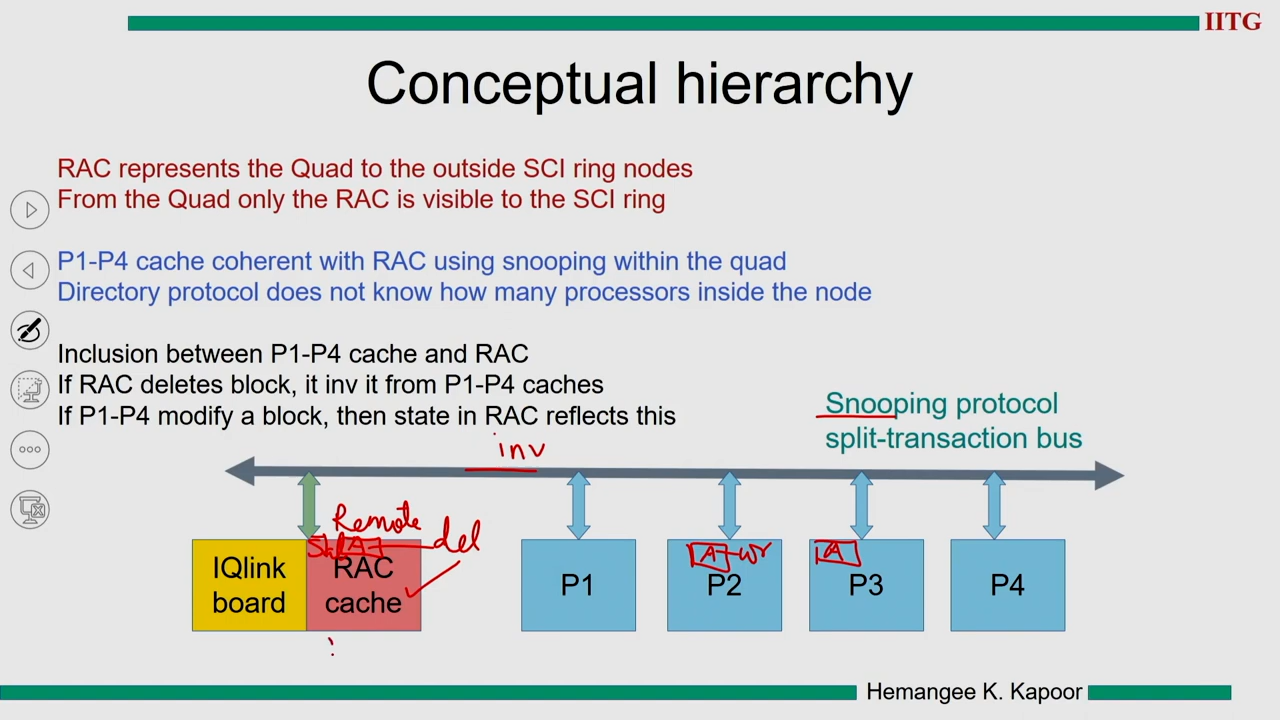 IITG
Conceptual hierarchy
RAC represents the Quad to the outside SCI ring nodes
From the Quad only the RAC is visible to the SCI ring
P1-P4 cache coherent with RAC using snooping within the quad
Directory protocol does not know how many processors inside the node
Inclusion between P1-P4 cache and RAC
If RAC deletes block, it inv it from P1-P4 caches
If P1-P4 modify a block, then state in RAC reflects this
Snooping protocol
split-transaction bus
inv
Remote
A del
IQlink
board
RAC
cache
P1
A wr
P2
A
P3
P4
Hemangee K. Kapoor